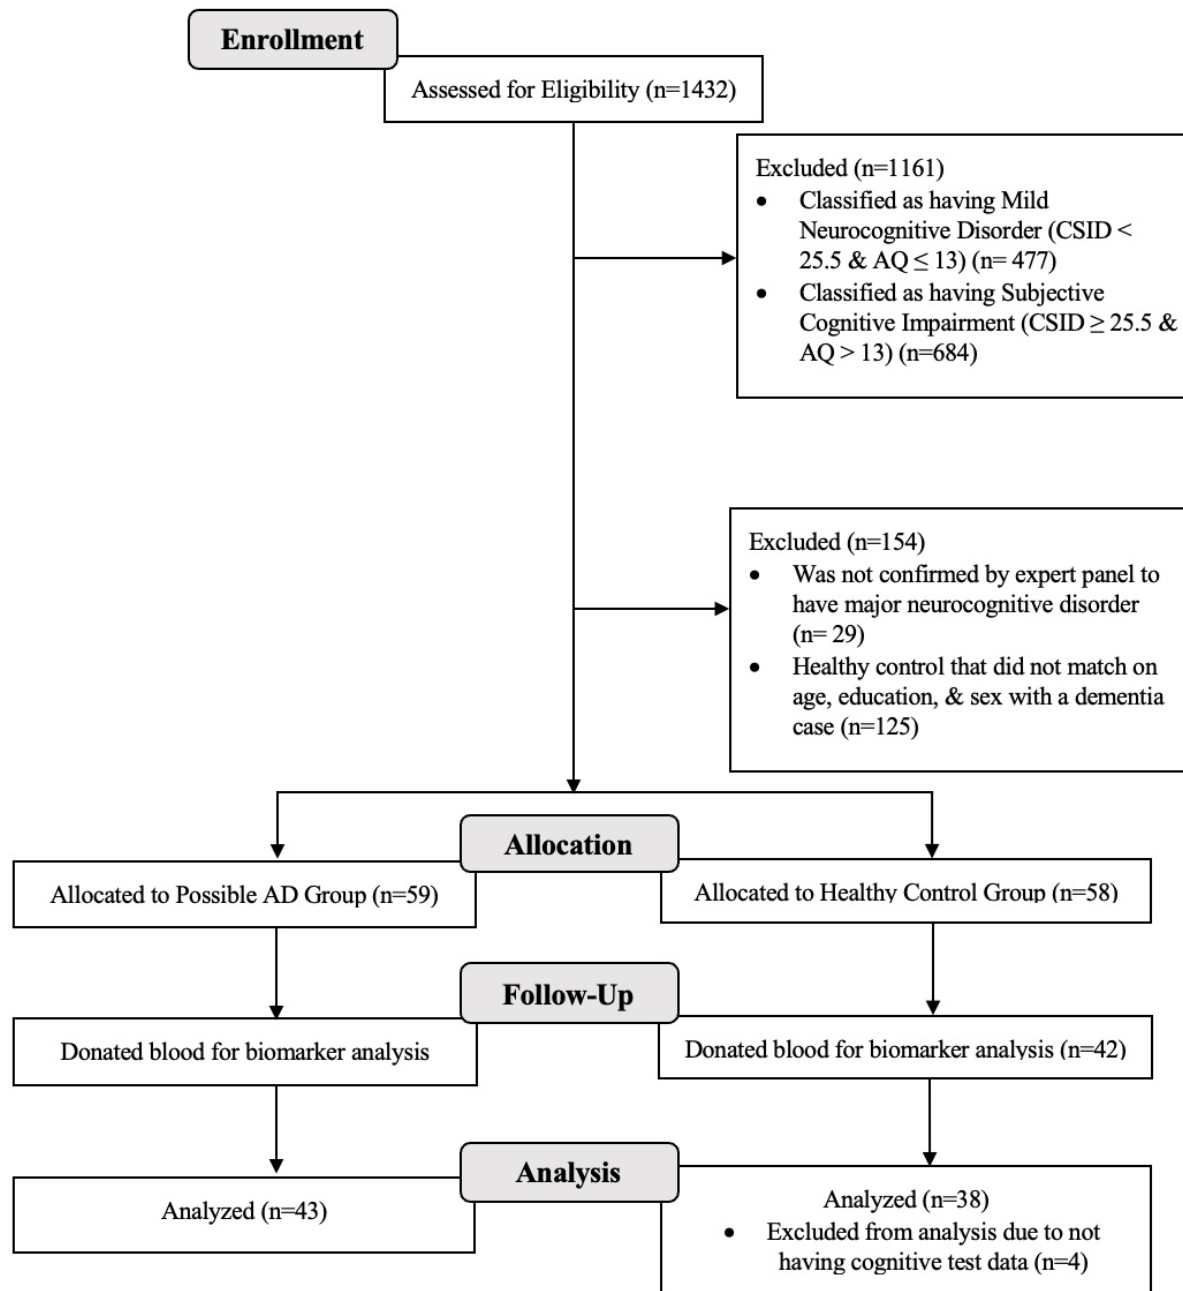 Enrollment
Assessed for Eligibility (n=1432)
Excluded (n=1161)
• Classified as having Mild
Neurocognitive Disorder (CSID <
25.5 & AQ ≤ 13) (n= 477)
• Classified as having Subjective
Cognitive Impairment (CSID ≥ 25.5 &
AQ > 13) (n=684)
Excluded (n=154)
• Was not confirmed by expert panel to
have major neurocognitive disorder
(n= 29)
• Healthy control that did not match on
age, education, & sex with a dementia
case (n=125)
Allocation
Allocated to Possible AD Group (n=59)
Allocated to Healthy Control Group (n=58)
Follow-Up
Donated blood for biomarker analysis
Donated blood for biomarker analysis (n=42)
Analysis
Analyzed (n=43)
Analyzed (n=38)
• Excluded from analysis due to not
having cognitive test data (n=4)